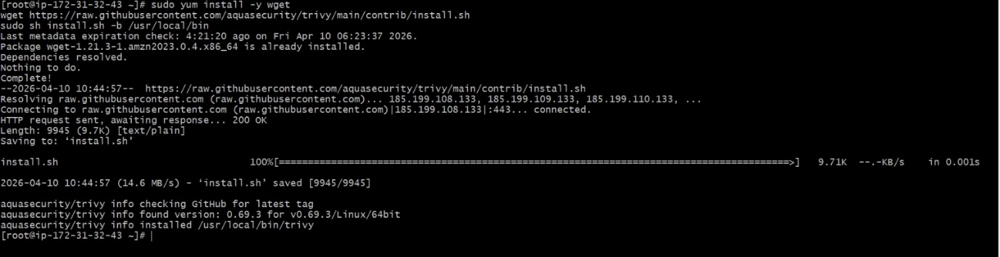 [root@ip-172-31-32-43 ~]# sudo yum install -y wget
wget https://raw.githubusercontent.com/aquasecurity/trivy/main/contrib/install.sh
sudo sh install.sh -b /usr/local/bin
Last metadata expiration check: 4:21:20 ago on Fri Apr 10 06:23:37 2026.
Package wget-1.21.3-1.amzn2023.0.4.x86_64 is already installed.
Dependencies resolved.
Nothing to do.
Complete!
--2026-04-10 10:44:57--  https://raw.githubusercontent.com/aquasecurity/trivy/main/contrib/install.sh
Resolving raw.githubusercontent.com (raw.githubusercontent.com)... 185.199.108.133, 185.199.109.133, 185.199.110.133, ...
Connecting to raw.githubusercontent.com (raw.githubusercontent.com)|185.199.108.133|:443... connected.
HTTP request sent, awaiting response... 200 OK
Length: 9945 (9.7K) [text/plain]
Saving to: ‘install.sh’
install.sh 100%[=========================================================================================>] 9.71K --.-KB/s in 0.001s
2026-04-10 10:44:57 (14.6 MB/s) - ‘install.sh’ saved [9945/9945]
aquasecurity/trivy info checking GitHub for latest tag
aquasecurity/trivy info found version: 0.69.3 for v0.69.3/Linux/64bit
aquasecurity/trivy info installed /usr/local/bin/trivy
[root@ip-172-31-32-43 ~]#